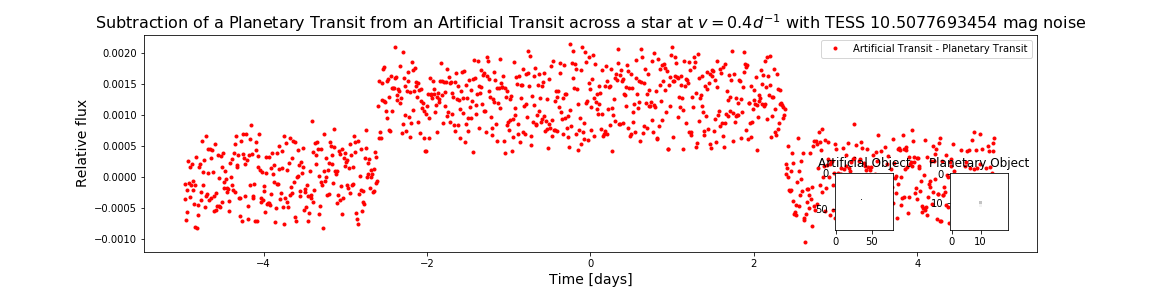 Subtraction of a Planetary Transit from an Artificial Transit across a star at v = 0.4d⁻¹ with TESS 10.5077693454 mag noise
Artificial Transit - Planetary Transit
Relative flux
0.0020
0.0015
0.0010
0.0005
0.0000
−0.0005
−0.0010
Artificial Object
0
50
0 50
Planetary Object
0
10
0 10
−4 −2 0 2 4
Time [days]